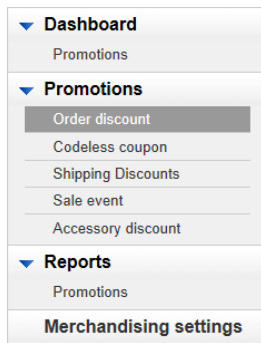 Dashboard
Promotions
Promotions
Order discount
Codeless coupon
Shipping Discounts
Sale event
Accessory discount
Reports
Promotions
Merchandising settings